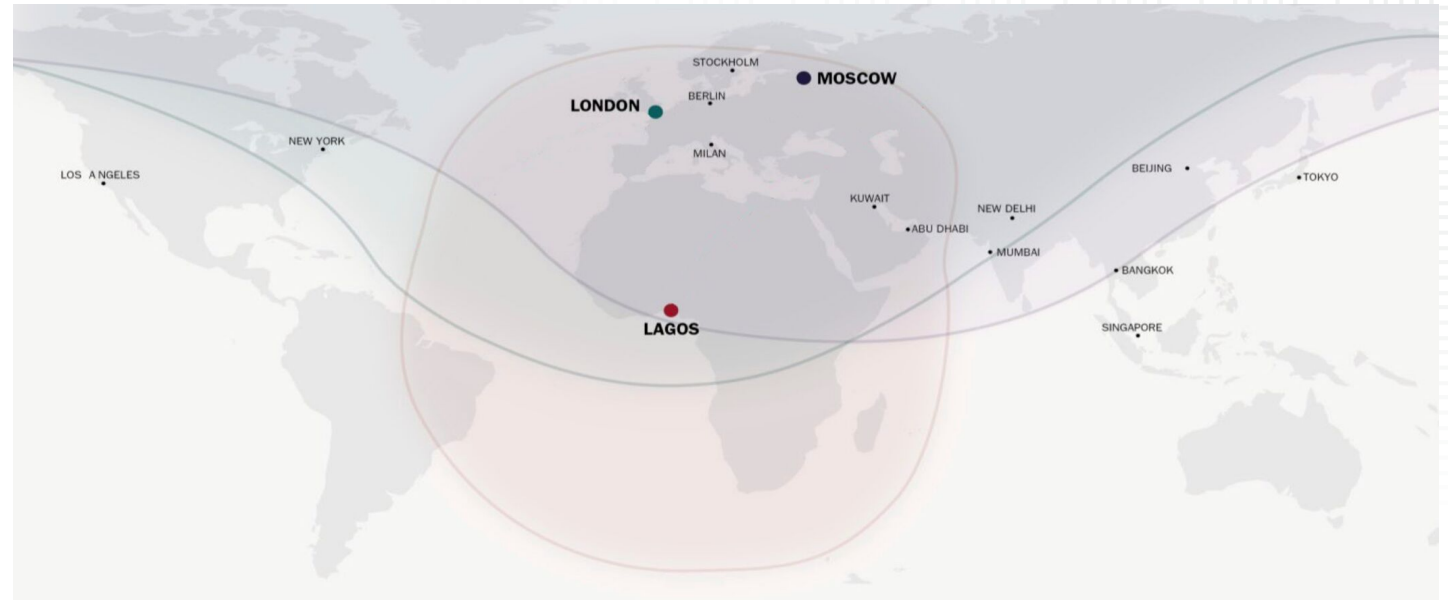 STOCKHOLM
MOSCOW
BERLIN
LONDON
NEW YORK
MILAN
LOS A NGELES
BEIJING
TOKYO
KUWAIT
NEW DELHI
ABU DHABI
MUMBAI
BANGKOK
LAGOS
SINGAPORE